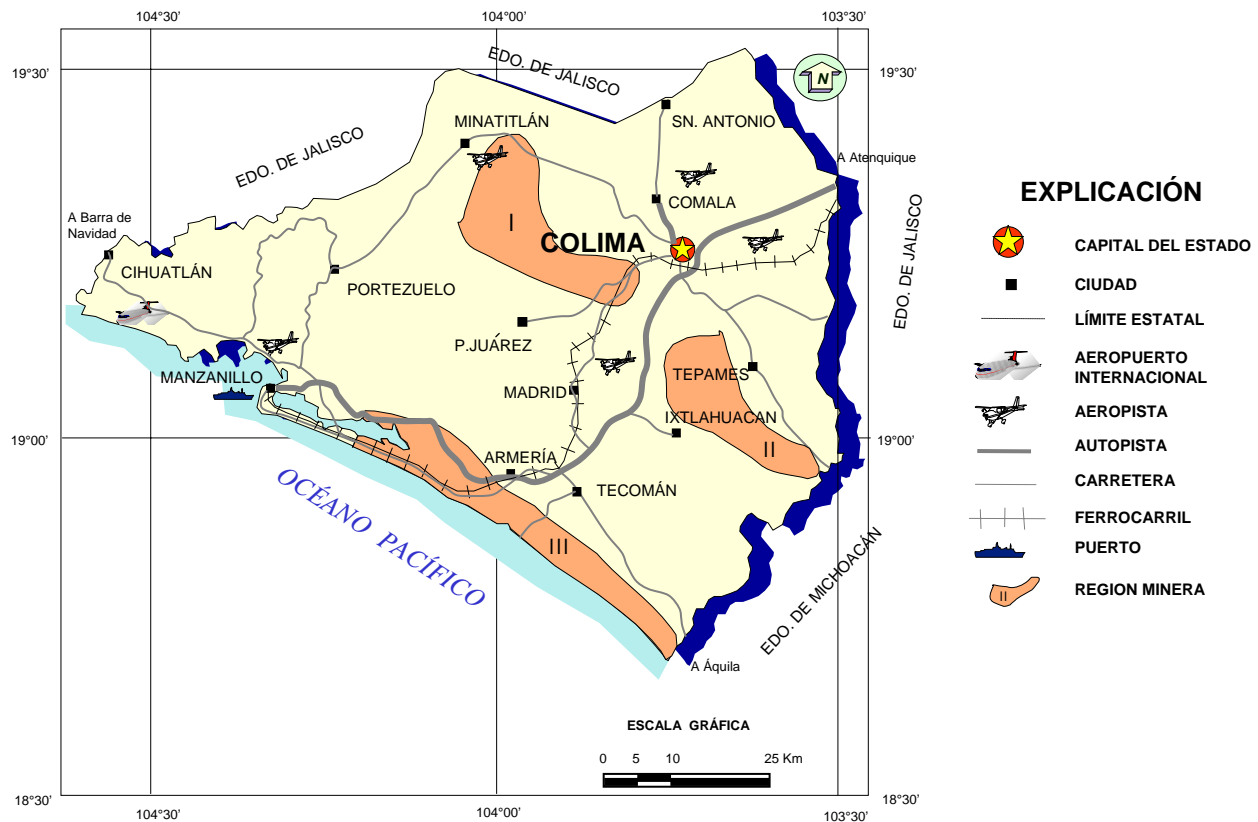 104°30'
104°00'
103°30'
19°30'
19°30'
EDO. DE JALISCO
N
MINATITLÁN
SN. ANTONIO
EDO. DE JALISCO
A Atenquique
COMALA
EXPLICACIÓN
I
A Barra de
Navidad
COLIMA
CAPITAL DEL ESTADO
EDO. DE JALISCO
CIHUATLÁN
PORTEZUELO
CIUDAD
LÍMITE ESTATAL
P.JUÁREZ
AEROPUERTO
INTERNACIONAL
MANZANILLO
TEPAMES
MADRID
AEROPISTA
IXTLAHUACAN
19°00'
19°00'
II
AUTOPISTA
ARMERÍA
CARRETERA
TECOMÁN
OCÉANO PACÍFICO
FERROCARRIL
III
PUERTO
EDO. DE MICHOACÁN
II
REGION MINERA
A Áquila
ESCALA GRÁFICA
0 5 10 25 Km
18°30'
18°30'
104°30'
104°00'
103°30'